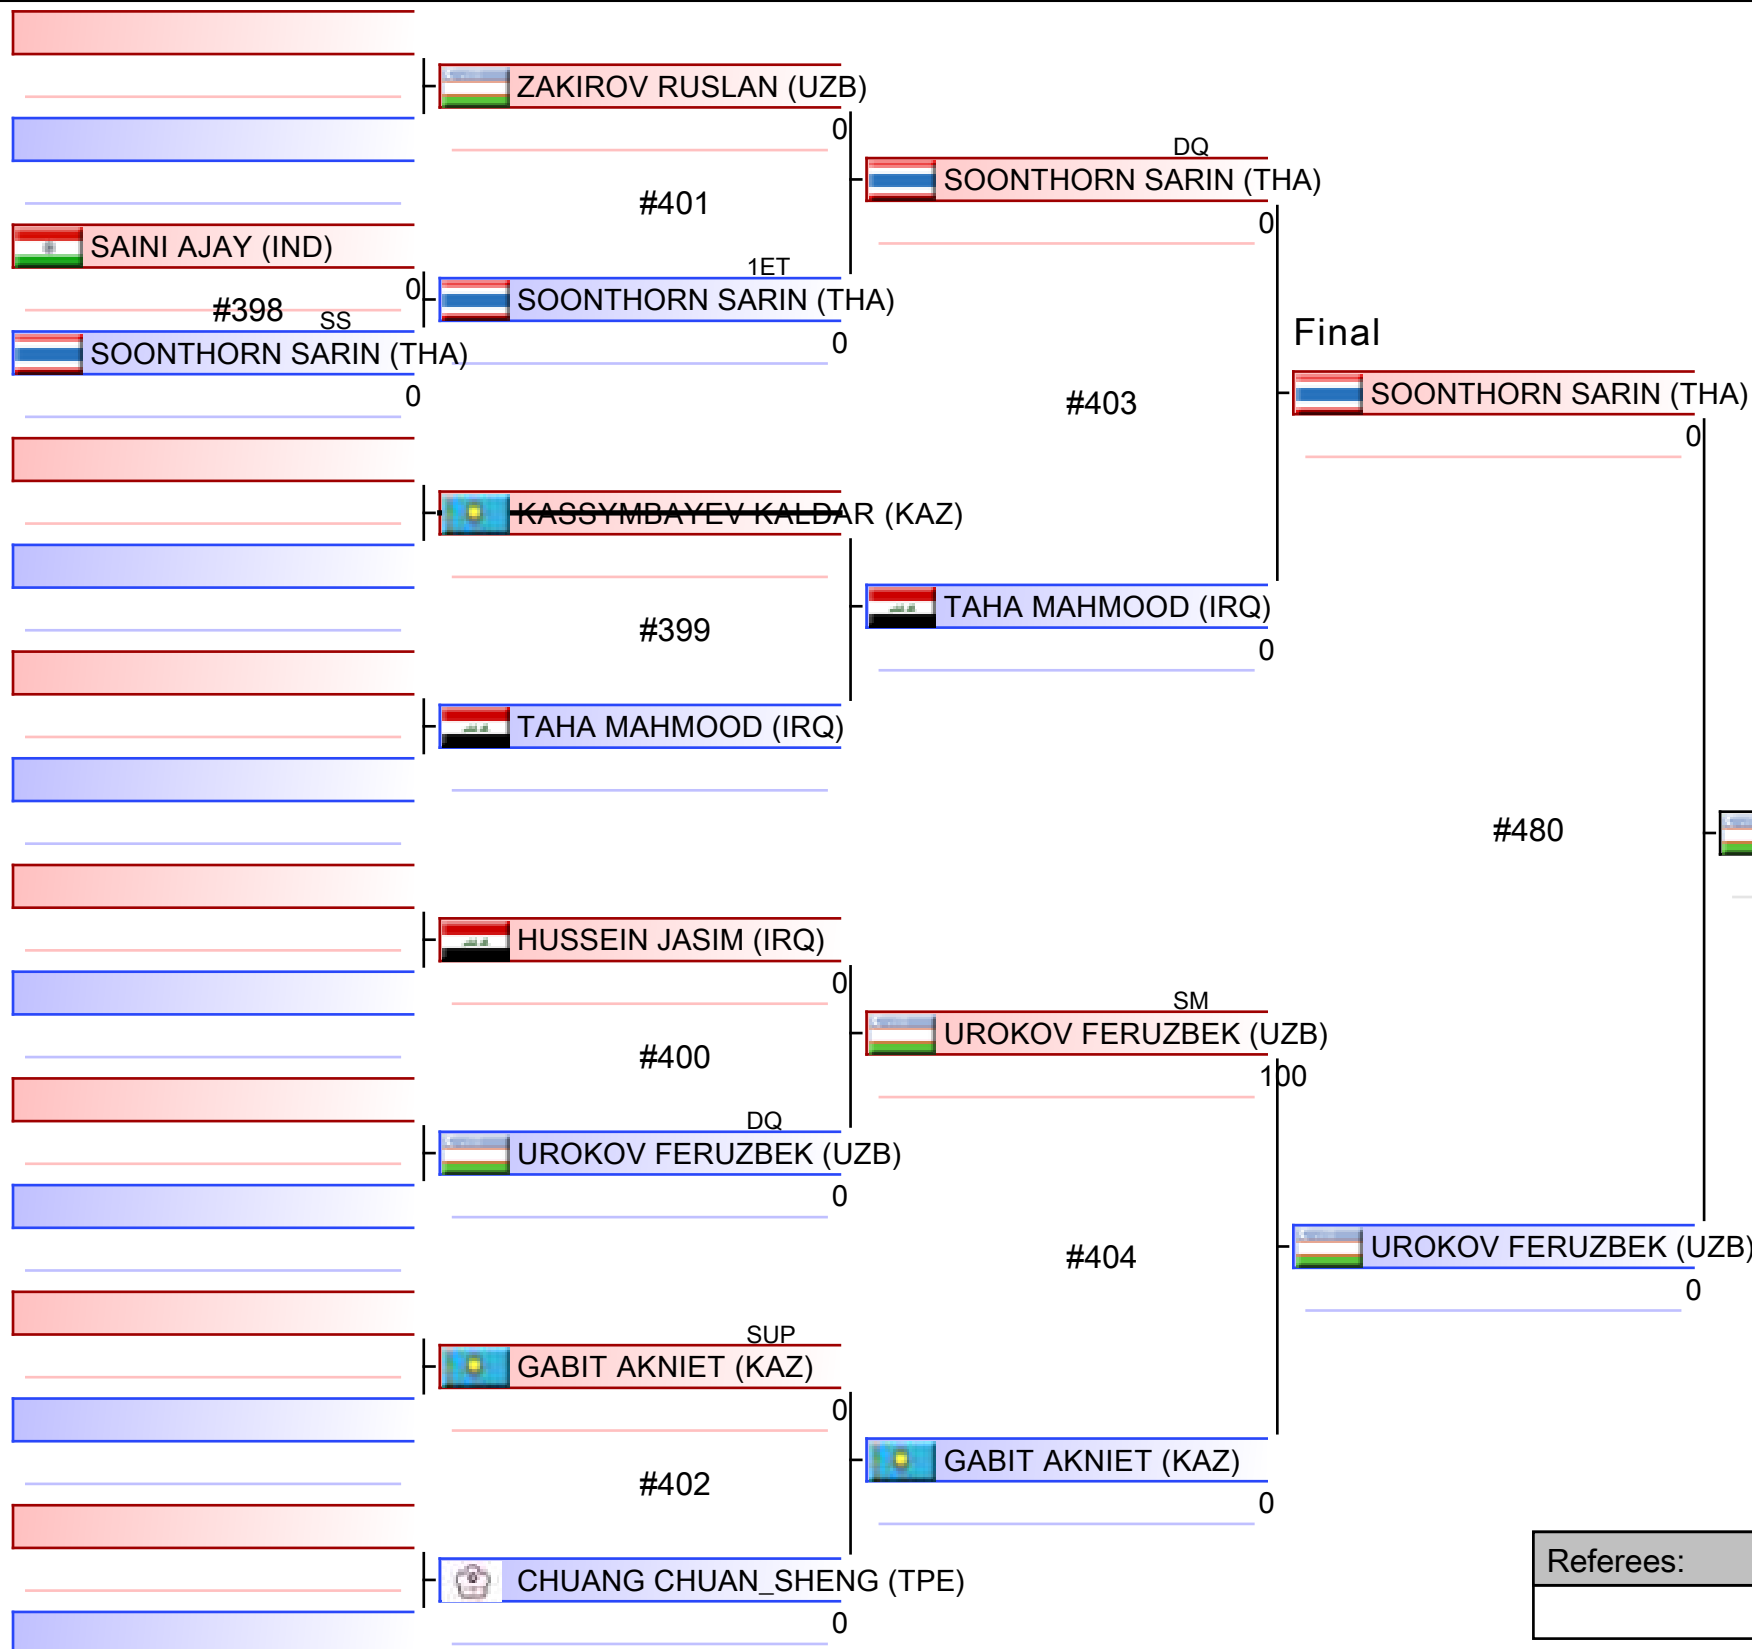 ZAKIROV RUSLAN (UZB)
0
DQ
SOONTHORN SARIN (THA)
#401
0
SAINI AJAY (IND)
1ET
0
#398
SS
SOONTHORN SARIN (THA)
Final
SOONTHORN SARIN (THA)
0
0
#403
SOONTHORN SARIN (THA)
0
KASSYMBAYEV KALDAR (KAZ)
TAHA MAHMOOD (IRQ)
#399
0
TAHA MAHMOOD (IRQ)
#480
HUSSEIN JASIM (IRQ)
0
SM
UROKOV FERUZBEK (UZB)
#400
100
DQ
UROKOV FERUZBEK (UZB)
0
#404
UROKOV FERUZBEK (UZB)
0
SUP
GABIT AKNIET (KAZ)
0
GABIT AKNIET (KAZ)
#402
0
Referees:
CHUANG CHUAN_SHENG (TPE)
0